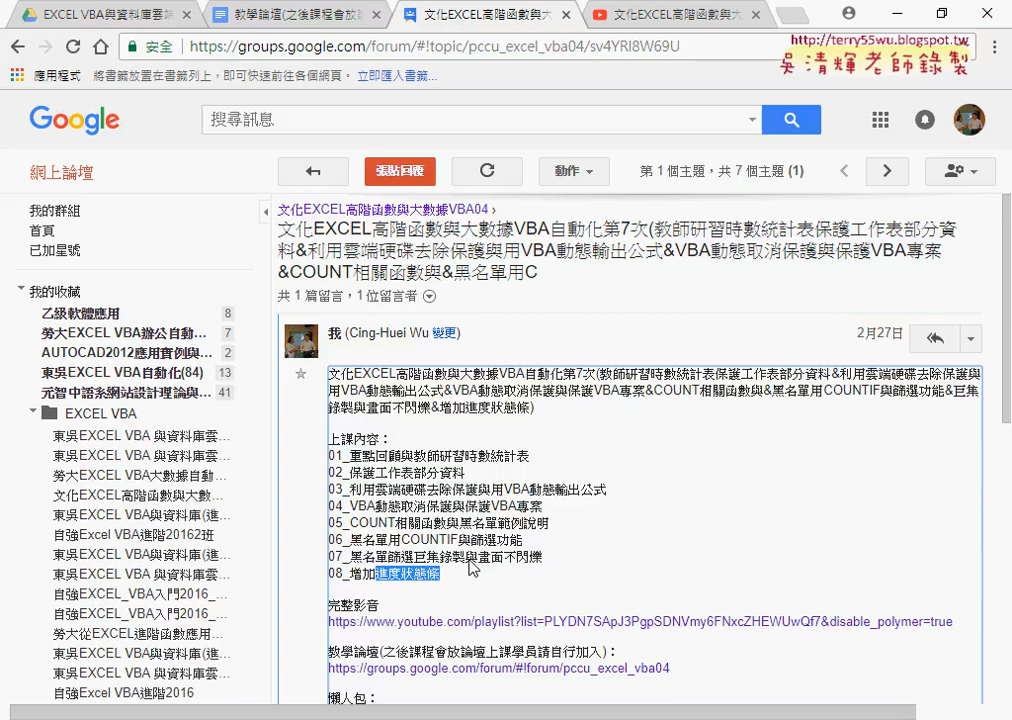 EXCEL VBA與資料庫雲端
教學論壇(之後課程會放論
文化EXCEL高階函數與大
文化EXCEL高階函數與大
安全
https://groups.google.com/forum/#!topic/pccu_excel_vba04/sv4YRI8W69U
http://terry55wu.blogspot.tw
吳清輝老師錄製
應用程式
將書籤放置在書籤列上，即可快速前往各個網頁。
立即匯入書籤...
Google
搜尋訊息
網上論壇
張貼回覆
動作
第 1 個主題，共 7 個主題 (1)
我的群組
首頁
已加星號
我的收藏
乙級軟體應用 8
勞大EXCEL VBA辦公自動... 7
AUTOCAD2012應用實例與... 2
東吳EXCEL VBA自動化(84) 13
元智中語系網站設計理論與... 41
EXCEL VBA
東吳EXCEL VBA 與資料庫雲...
東吳EXCEL VBA 與資料庫雲...
勞大EXCEL VBA大數據自動...
文化EXCEL高階函數與大數...
東吳EXCEL VBA 與資料庫(進...
自強Excel VBA進階20162班
東吳EXCEL VBA 與資料庫(進...
自強EXCEL_VBA入門2016_...
自強EXCEL_VBA入門2016_...
勞大從EXCEL進階函數應用...
東吳EXCEL VBA 與資料庫(進...
東吳EXCEL VBA 與資料庫雲...
自強Excel VBA進階2016
文化EXCEL高階函數與大數據VBA04 ›
文化EXCEL高階函數與大數據VBA自動化第7次(教師研習時數統計表保護工作表部分資
料&利用雲端硬碟去除保護與用VBA動態輸出公式&VBA動態取消保護與保護VBA專案
&COUNT相關函數與&黑名單用C
共 1 篇留言，1 位留言者
我 (Cing-Huei Wu 變更)
2月27日
文化EXCEL高階函數與大數據VBA自動化第7次(教師研習時數統計表保護工作表部分資料&利用雲端硬碟去除保護與
用VBA動態輸出公式&VBA動態取消保護與保護VBA專案&COUNT相關函數與&黑名單用COUNTIF與篩選功能&巨集
錄製與畫面不閃爍&增加進度狀態條)
上課內容：
01_重點回顧與教師研習時數統計表
02_保護工作表部分資料
03_利用雲端硬碟去除保護與用VBA動態輸出公式
04_VBA動態取消保護與保護VBA專案
05_COUNT相關函數與黑名單範例說明
06_黑名單用COUNTIF與篩選功能
07_黑名單篩選巨集錄製與畫面不閃爍
08_增加進度狀態條
完整影音
https://www.youtube.com/playlist?list=PLYDN7SApJ3PgpSDNVmy6FNxcZHEWUwQf7&disable_polymer=true
教學論壇(之後課程會放論壇上課學員請自行加入)：
https://groups.google.com/forum/#!forum/pccu_excel_vba04
懶人包：